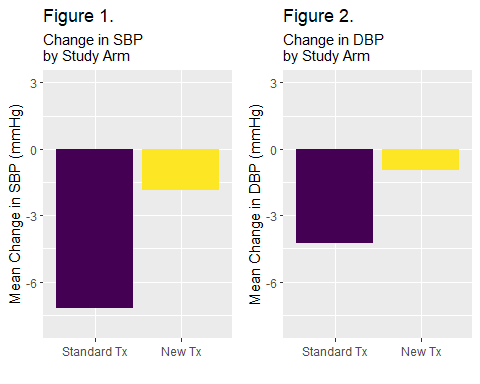 Figure 1.
Change in SBP
by Study Arm
Mean Change in SBP (mmHg)
3
0
-3
-6
Standard Tx
New Tx
Figure 2.
Change in DBP
by Study Arm
Mean Change in DBP (mmHg)
3
0
-3
-6
Standard Tx
New Tx